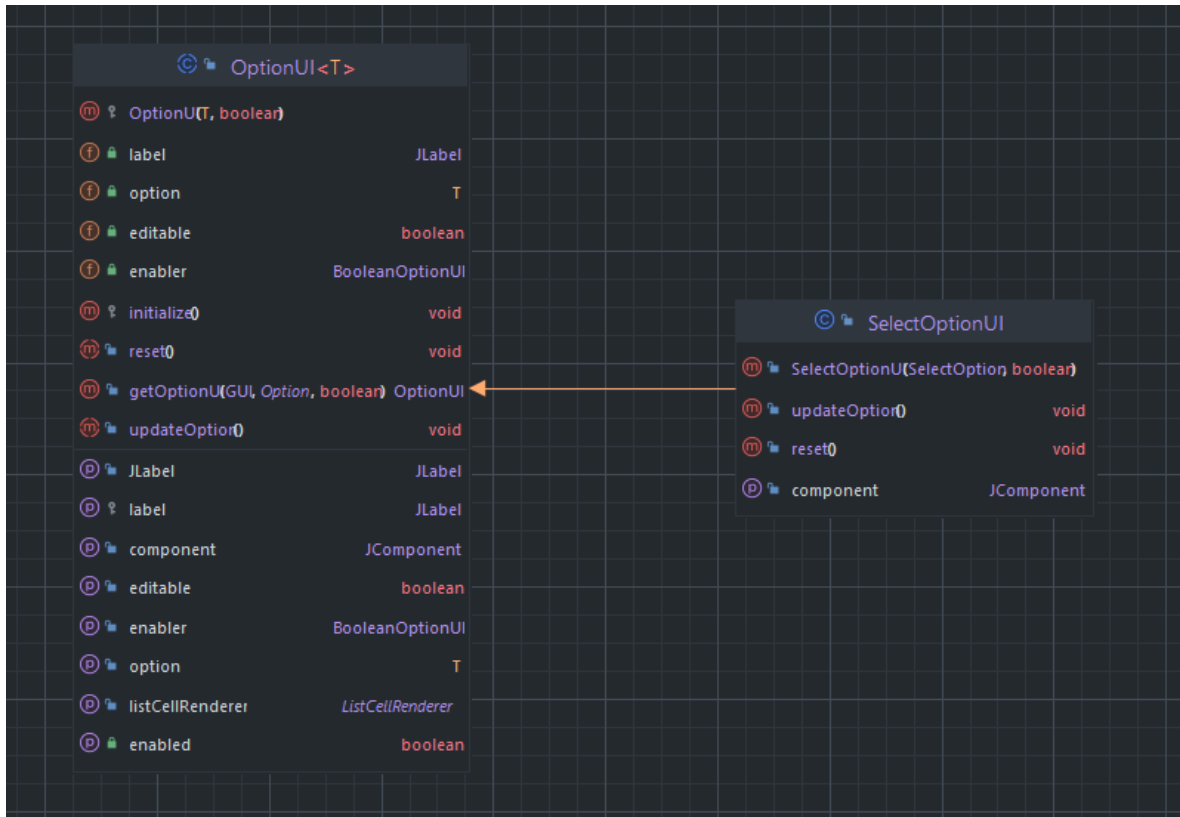 OptionUI<T>
OptionUI(T, boolean)
label JLabel
option T
editable boolean
enabler BooleanOptionUI
initialize() void
reset() void
getOptionUI(GUI, Option, boolean) OptionUI
updateOption() void
JLabel JLabel
label JLabel
component JComponent
editable boolean
enabler BooleanOptionUI
option T
listCellRenderer ListCellRenderer
enabled boolean
SelectOptionUI
SelectOptionUI(SelectOption, boolean)
updateOption() void
reset() void
component JComponent